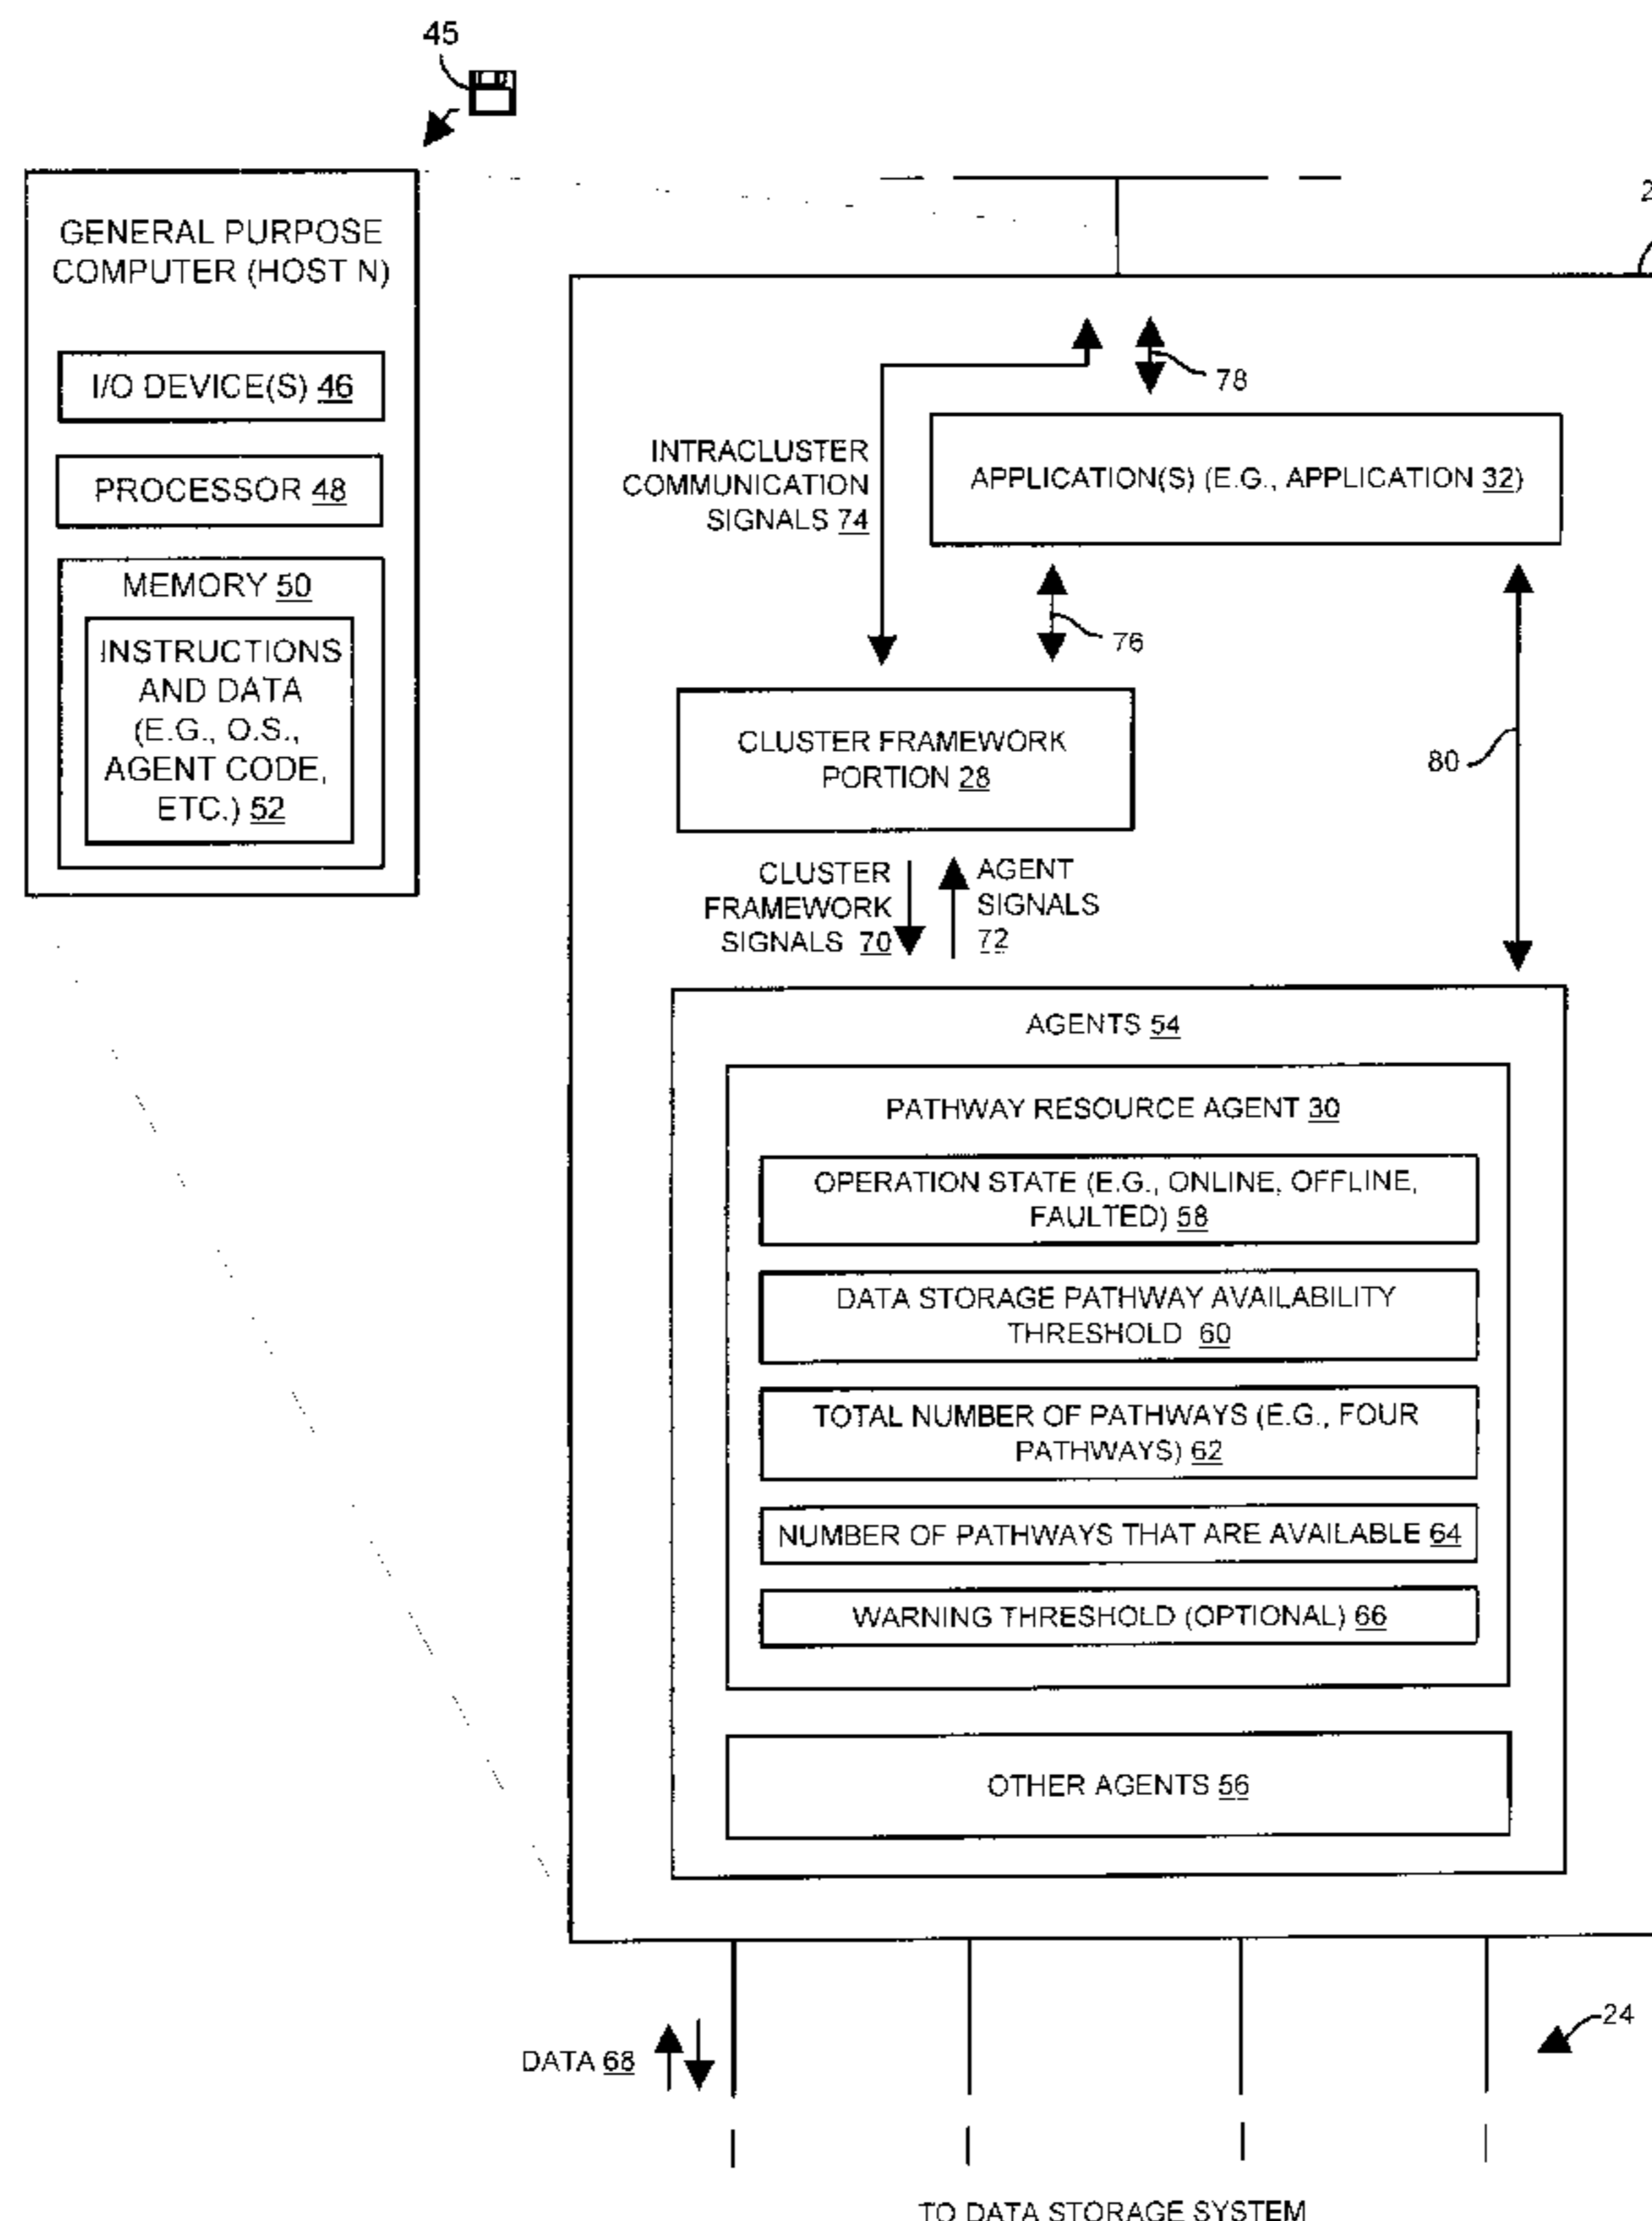 45
GENERAL PURPOSE
COMPUTER (HOST N)
I/O DEVICE(S) 46
PROCESSOR 48
MEMORY 50
INSTRUCTIONS
AND DATA
(E.G., O.S.,
AGENT CODE,
ETC.) 52
78
INTRACLUSTER
COMMUNICATION
SIGNALS 74
APPLICATION(S) (E.G., APPLICATION 32)
76
80
CLUSTER FRAMEWORK
PORTION 28
CLUSTER
FRAMEWORK
SIGNALS 70
AGENT
SIGNALS
72
AGENTS 54
PATHWAY RESOURCE AGENT 30
OPERATION STATE (E.G., ONLINE, OFFLINE,
FAULTED) 58
DATA STORAGE PATHWAY AVAILABILITY
THRESHOLD 60
TOTAL NUMBER OF PATHWAYS (E.G., FOUR
PATHWAYS) 62
NUMBER OF PATHWAYS THAT ARE AVAILABLE 64
WARNING THRESHOLD (OPTIONAL) 66
OTHER AGENTS 56
24
DATA 68
TO DATA STORAGE SYSTEM